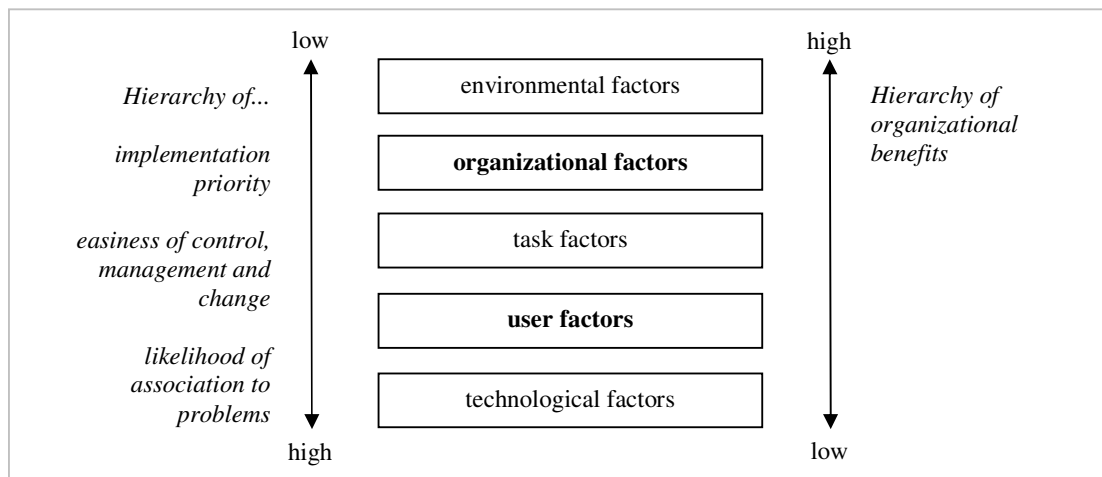 low
high
environmental factors
Hierarchy of...
Hierarchy of
organizational
benefits
implementation
priority
organizational factors
task factors
easiness of control,
management and
change
user factors
likelihood of
association to
problems
technological factors
high
low